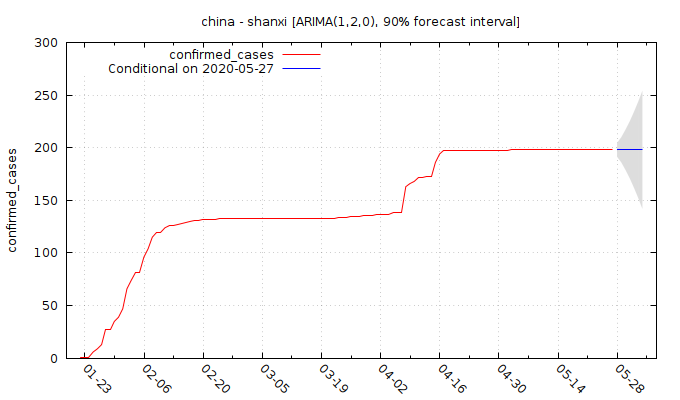 china - shanxi [ARIMA(1,2,0), 90% forecast interval]
confirmed_cases
Conditional on 2020-05-27
confirmed_cases
300
250
200
150
100
50
0
01-23 02-06 02-20 03-05 03-19 04-02 04-16 04-30 05-14 05-28